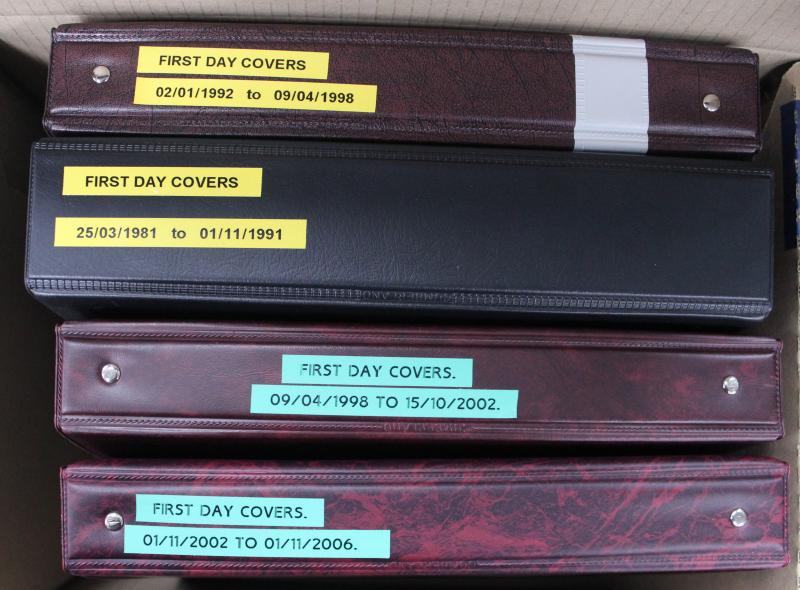 FIRST DAY COVERS
02/01/1992 to 09/04/1998
FIRST DAY COVERS
25/03/1981 to 01/11/1991
FIRST DAY COVERS.
09/04/1998 TO 15/10/2002.
FIRST DAY COVERS.
01/11/2002 TO 01/11/2006.